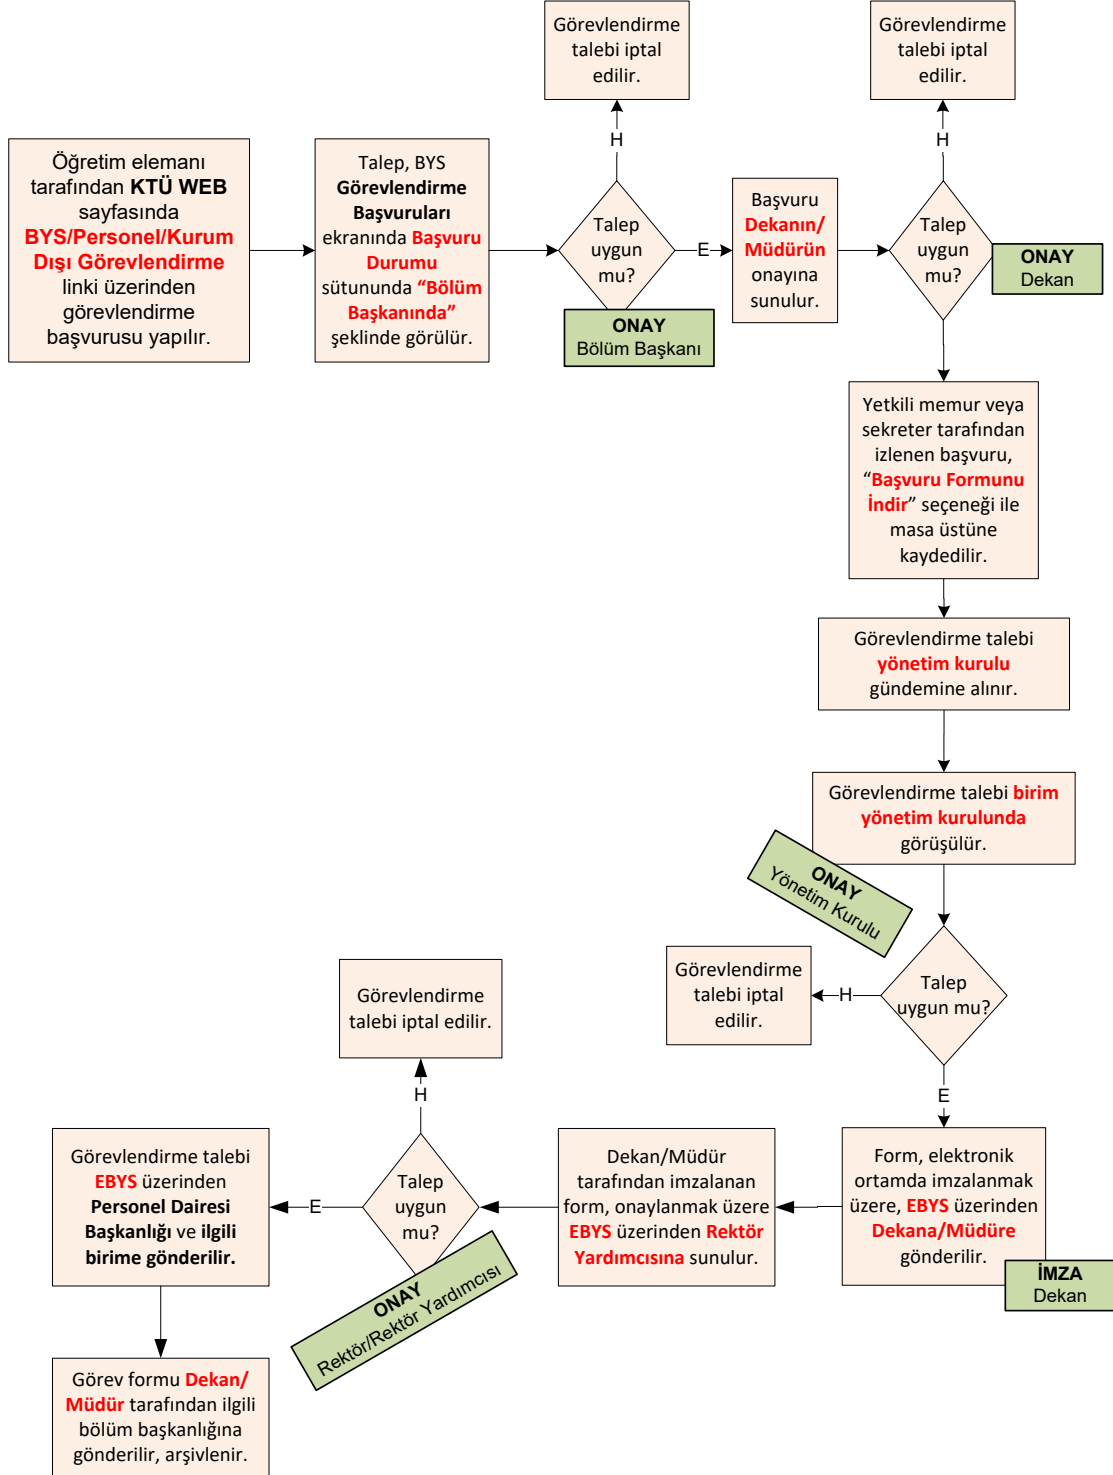 Öğretim elemanı
tarafından KTÜ WEB
sayfasında
BYS/Personel/Kurum
Dışı Görevlendirme
linki üzerinden
görevlendirme
başvurusu yapılır.
Talep, BYS
Görevlendirme
Başvuruları
ekranında Başvuru
Durumu
sütununda “Bölüm
Başkanında”
şeklinde görülür.
Görevlendirme
talebi iptal
edilir.
H
Talep
uygun
mu?
E
ONAY
Bölüm Başkanı
Başvuru
Dekanın/
Müdürün
onayına
sunulur.
Görevlendirme
talebi iptal
edilir.
H
Talep
uygun
mu?
ONAY
Dekan
Yetkili memur veya
sekreter tarafından
izlenen başvuru,
“Başvuru Formunu
İndir” seçeneği ile
masa üstüne
kaydedilir.
Görevlendirme talebi
yönetim kurulu
gündemine alınır.
Görevlendirme talebi birim
yönetim kurulunda
görüşülür.
ONAY
Yönetim Kurulu
Talep
uygun mu?
H
Görevlendirme
talebi iptal
edilir.
E
Form, elektronik
ortamda imzalanmak
üzere, EBYS üzerinden
Dekana/Müdüre
gönderilir.
İMZA
Dekan
Dekan/Müdür
tarafından imzalanan
form, onaylanmak üzere
EBYS üzerinden Rektör
Yardımcısına sunulur.
Talep
uygun
mu?
H
Görevlendirme
talebi iptal edilir.
ONAY
Rektör/Rektör Yardımcısı
E
Görevlendirme talebi
EBYS üzerinden
Personel Dairesi
Başkanlığı ve ilgili
birime gönderilir.
Görev formu Dekan/
Müdür tarafından ilgili
bölüm başkanlığına
gönderilir, arşivlenir.